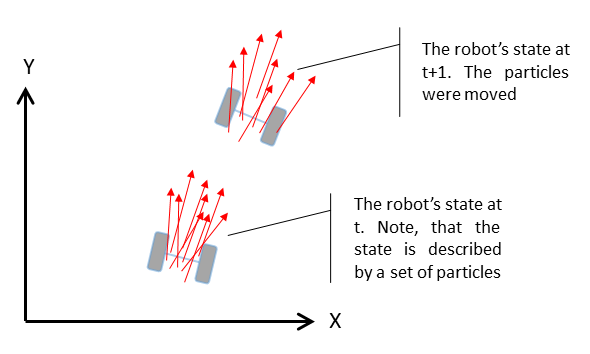 Y
The robot's state at
t+1. The particles
were moved
The robot's state at
t. Note, that the
state is described
by a set of particles
X